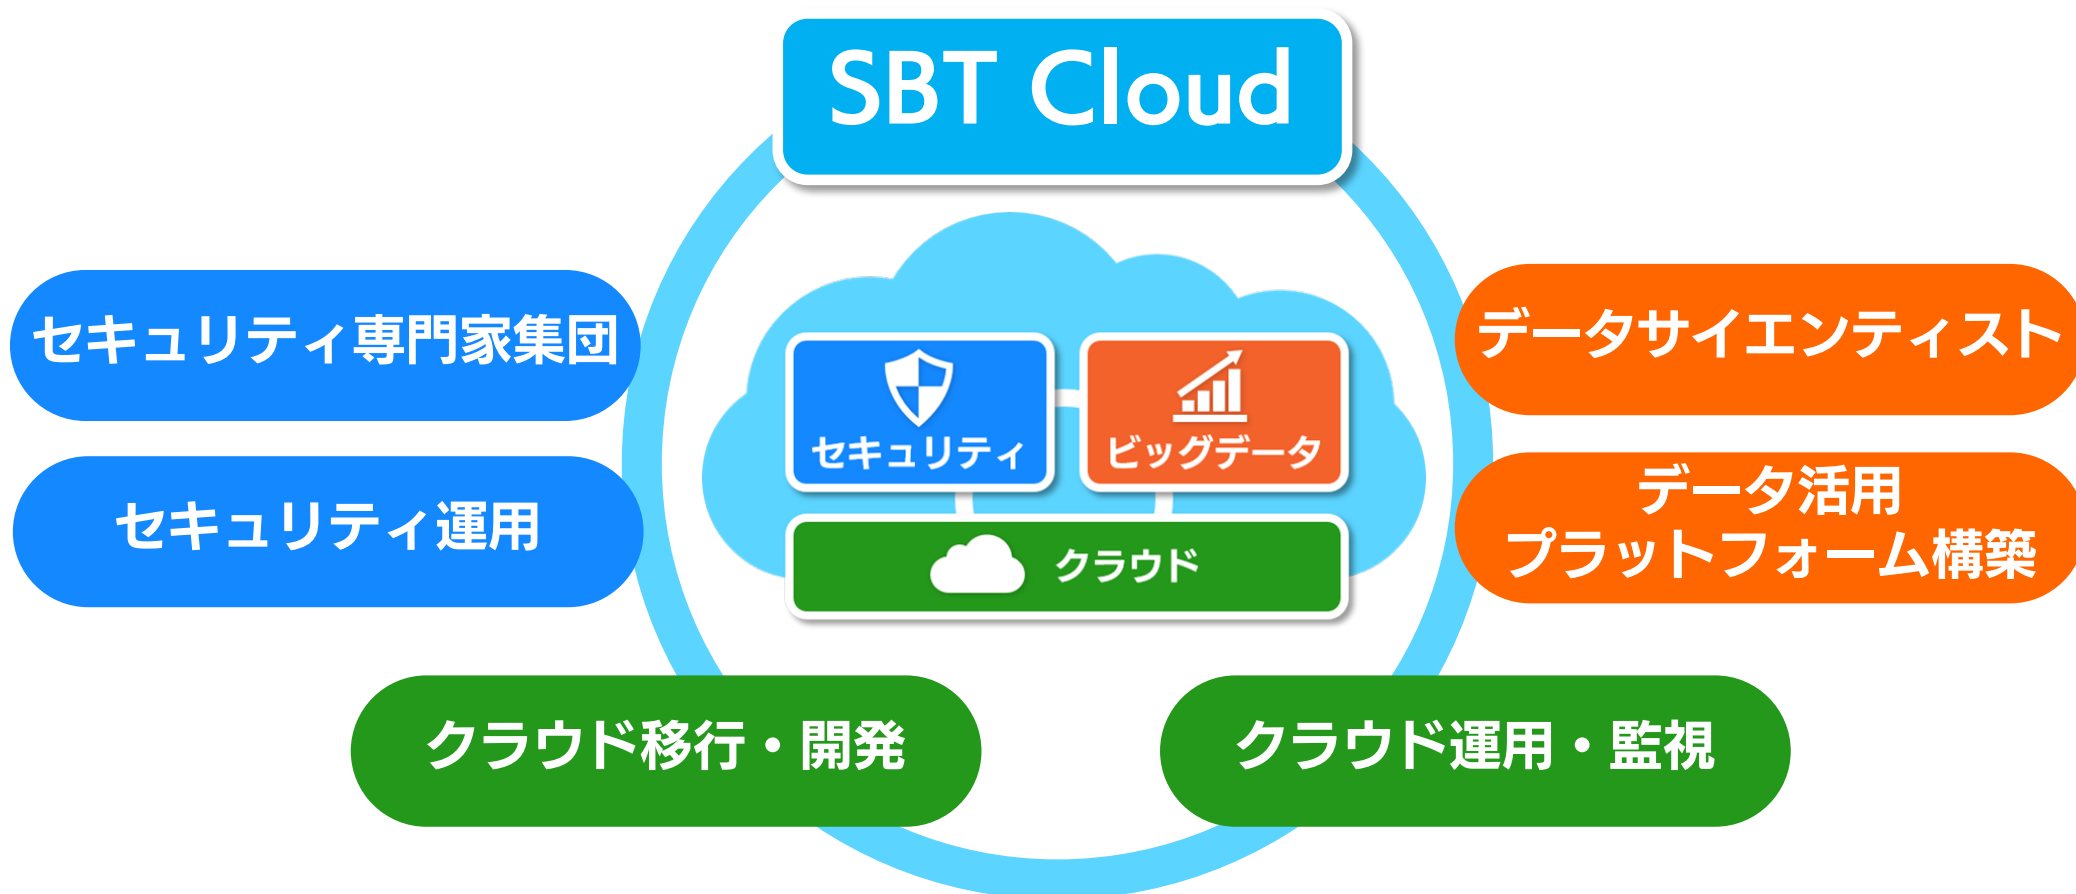 SBT Cloud
セキュリティ専門家集団
セキュリティ運用
セキュリティ
ビッグデータ
クラウド
データサイエンティスト
データ活用
プラットフォーム構築
クラウド移行・開発
クラウド運用・監視